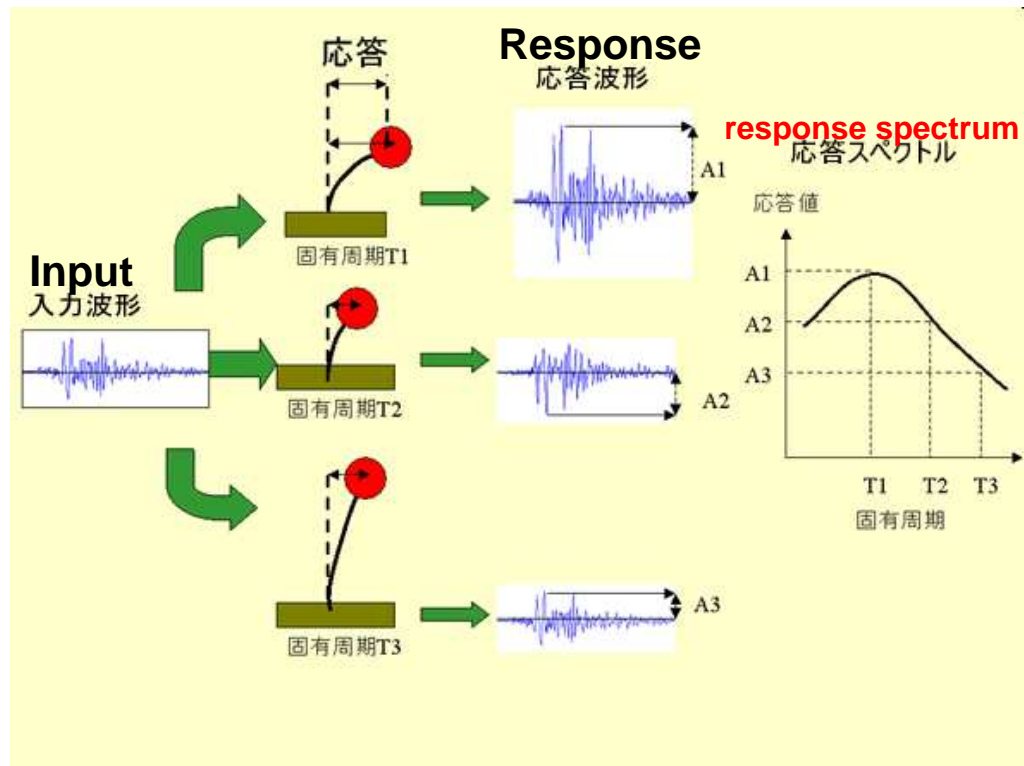 応答
Response
応答波形
response spectrum
応答スペクトル
A1
応答値
固有周期T1
Input
入力波形
A1
A2
A3
固有周期T2
A2
T1 T2 T3
固有周期
A3
固有周期T3